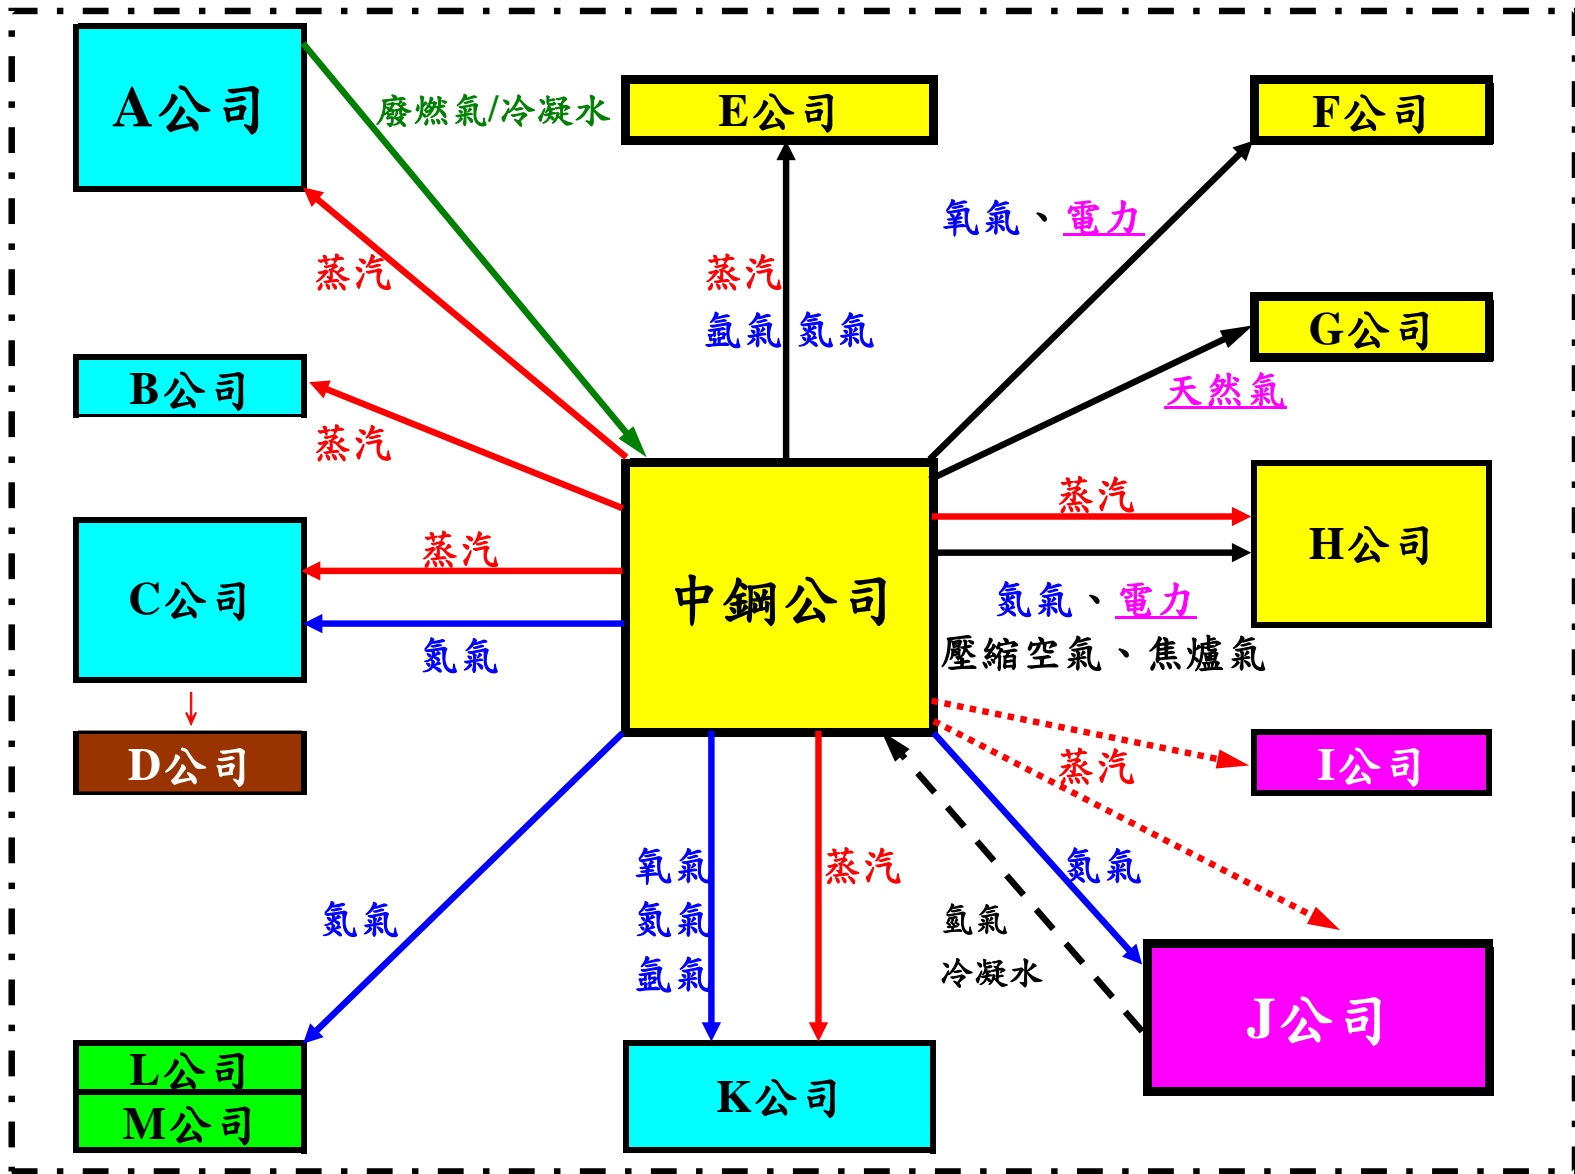 A公司
廢燃氣/冷凝水
E公司
F公司
氧氣、電力
蒸汽
蒸汽
氬氣 氮氣
G公司
B公司
天然氣
蒸汽
蒸汽
H公司
蒸汽
C公司
中鋼公司
氮氣、電力
氮氣
壓縮空氣、焦爐氣
↓
D公司
蒸汽
I公司
氧氣
蒸汽
氮氣
氮氣
氮氣
氫氣
氬氣
冷凝水
J公司
L公司
K公司
M公司